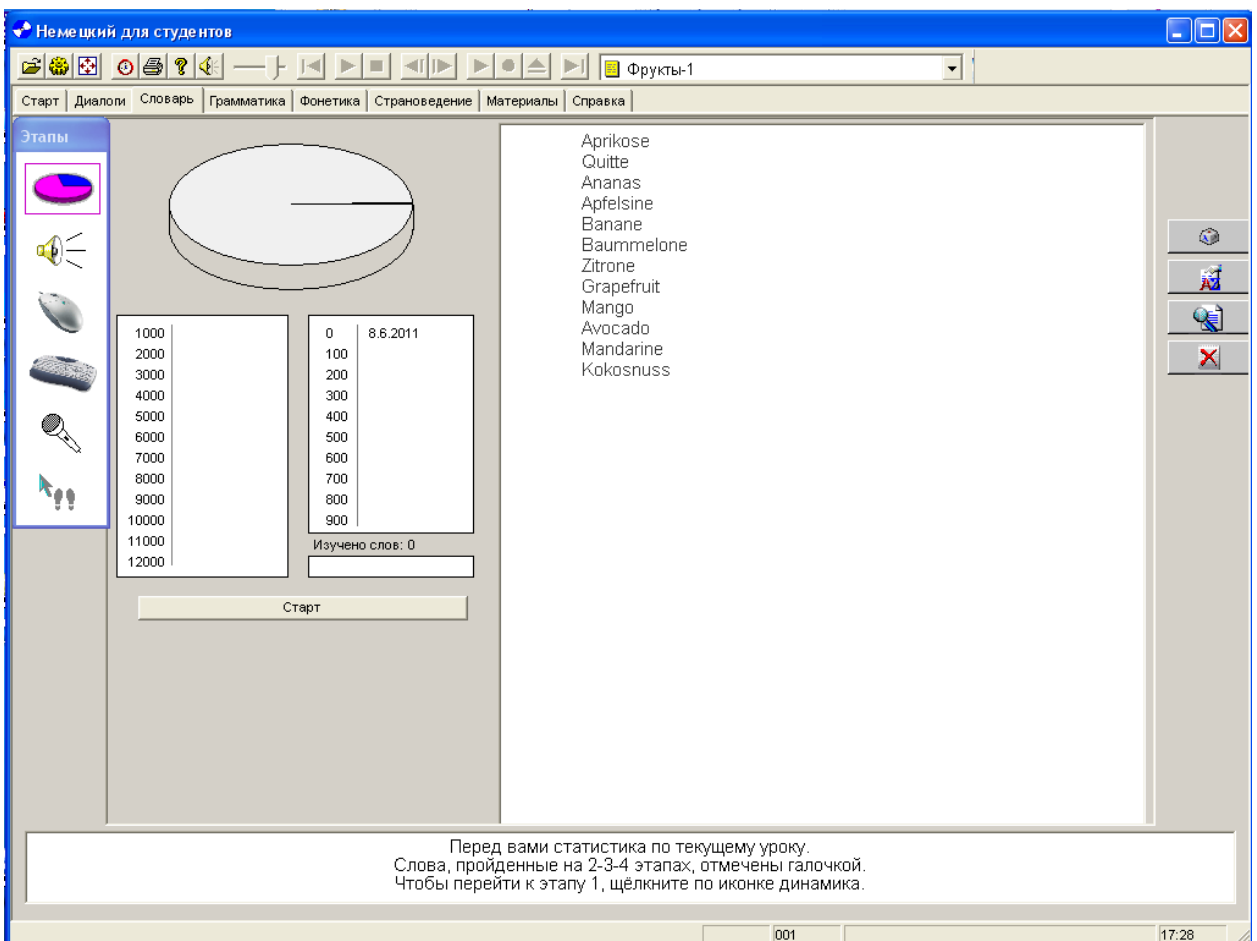 Немецкий для студентов
Фрукты-1
Старт Диалоги Словарь Грамматика Фонетика Страноведение Материалы Справка
Этапы
Aprikose
Quitte
Ananas
Apfelsine
Banane
Baummelone
Zitrone
Grapefruit
Mango
Avocado
Mandarine
Kokosnuss
1000
2000
3000
4000
5000
6000
7000
8000
9000
10000
11000
12000
0 8.6.2011
100
200
300
400
500
600
700
800
900
Изучено слов: 0
Старт
Перед вами статистика по текущему уроку.
Слова, пройденные на 2-3-4 этапах, отмечены галочкой.
Чтобы перейти к этапу 1, щёлкните по иконке динамика.
001 17:28